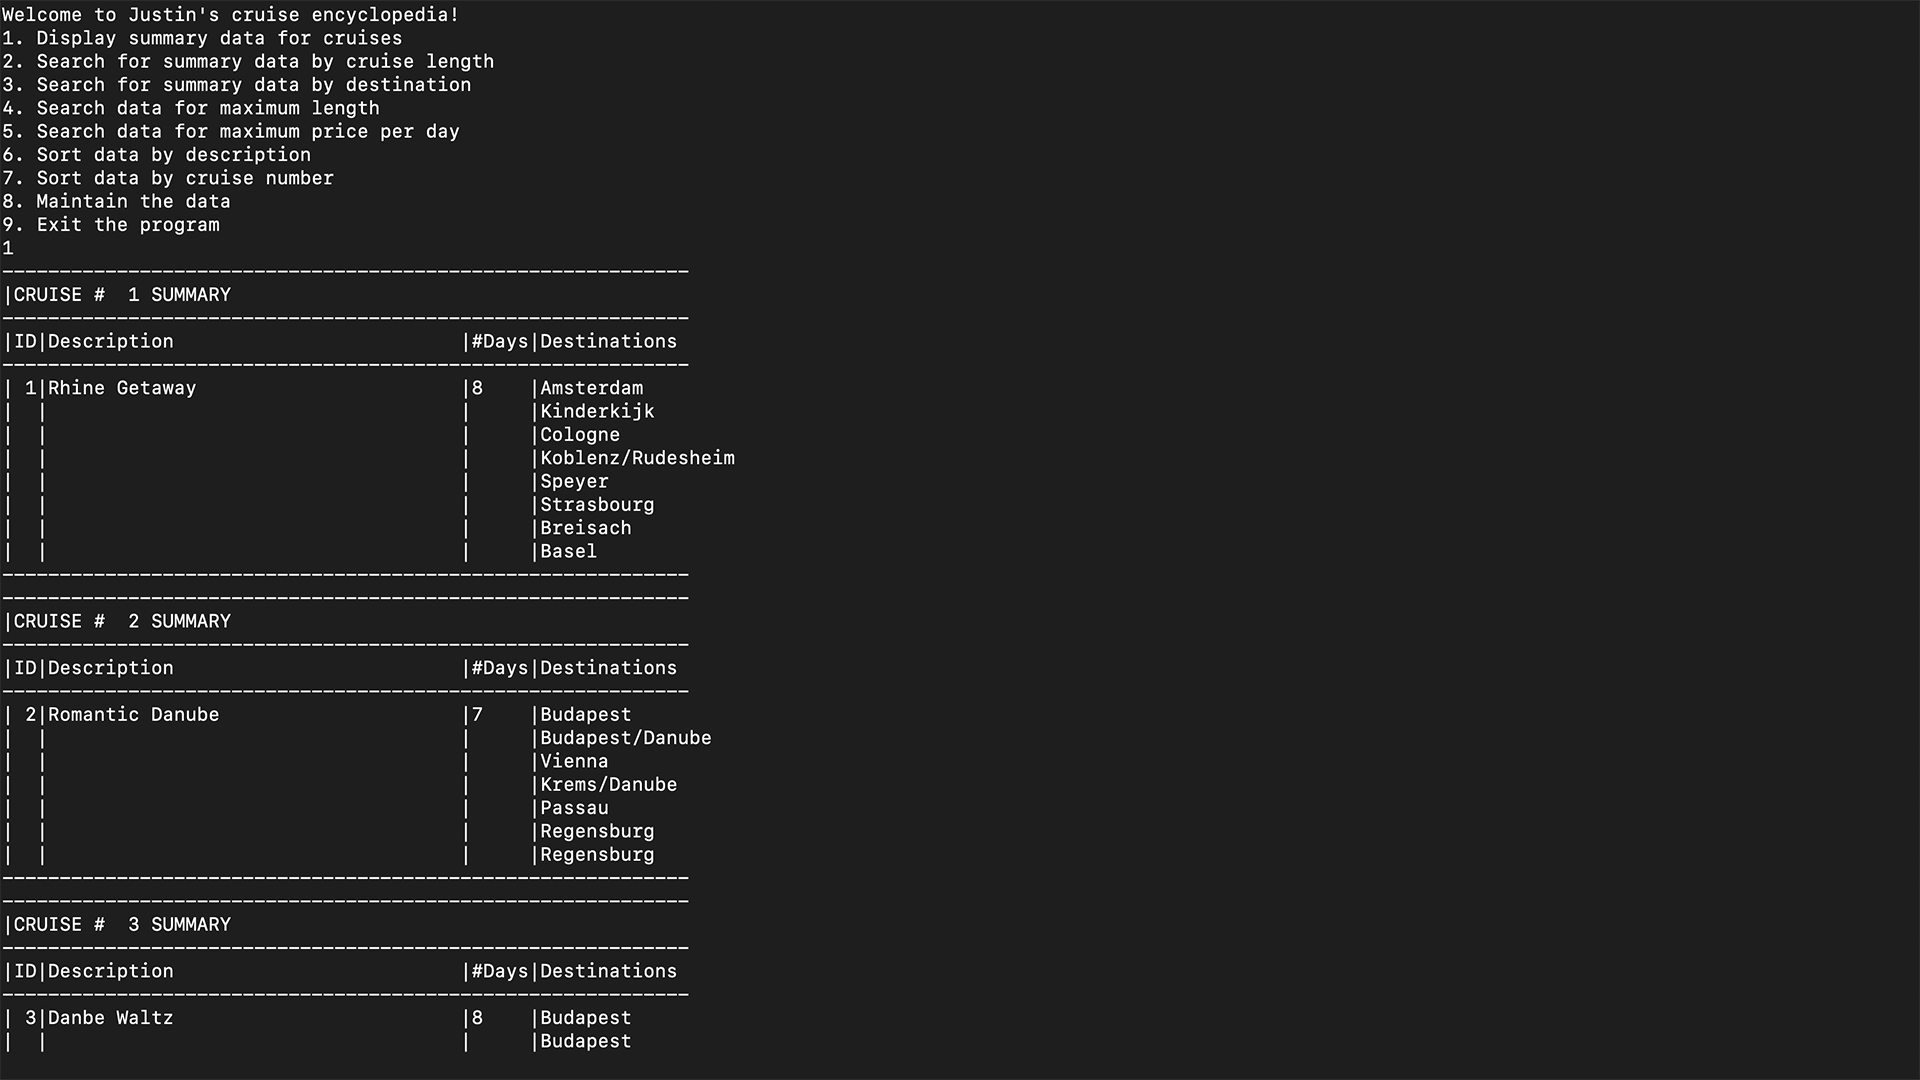 Welcome to Justin's cruise encyclopedia!
1. Display summary data for cruises
2. Search for summary data by cruise length
3. Search for summary data by destination
4. Search data for maximum length
5. Search data for maximum price per day
6. Sort data by description
7. Sort data by cruise number
8. Maintain the data
9. Exit the program
1
------------------------------------------------------------
|CRUISE #  1 SUMMARY
------------------------------------------------------------
|ID|Description                         |#Days|Destinations
------------------------------------------------------------
| 1|Rhine Getaway                       |8    |Amsterdam
|  |                                    |     |Kinderkijk
|  |                                    |     |Cologne
|  |                                    |     |Koblenz/Rudesheim
|  |                                    |     |Speyer
|  |                                    |     |Strasbourg
|  |                                    |     |Breisach
|  |                                    |     |Basel
------------------------------------------------------------
------------------------------------------------------------
|CRUISE #  2 SUMMARY
------------------------------------------------------------
|ID|Description                         |#Days|Destinations
------------------------------------------------------------
| 2|Romantic Danube                     |7    |Budapest
|  |                                    |     |Budapest/Danube
|  |                                    |     |Vienna
|  |                                    |     |Krems/Danube
|  |                                    |     |Passau
|  |                                    |     |Regensburg
|  |                                    |     |Regensburg
------------------------------------------------------------
------------------------------------------------------------
|CRUISE #  3 SUMMARY
------------------------------------------------------------
|ID|Description                         |#Days|Destinations
------------------------------------------------------------
| 3|Danbe Waltz                         |8    |Budapest
|  |                                    |     |Budapest